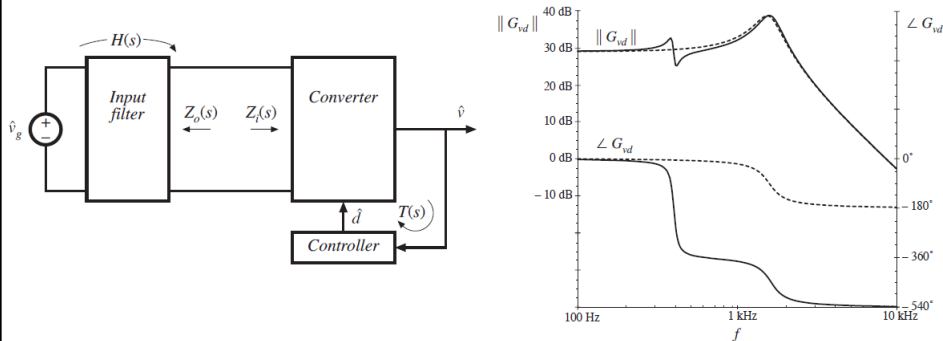 H(s)
Input
filter
Converter
Z_o(s)
Z_i(s)
v̂_g
+
−
v̂
d̂
T(s)
Controller
|| G_vd ||
40 dB
30 dB
20 dB
10 dB
0 dB
− 10 dB
|| G_vd ||
∠ G_vd
∠ G_vd
0°
− 180°
− 360°
− 540°
100 Hz
1 kHz
10 kHz
f